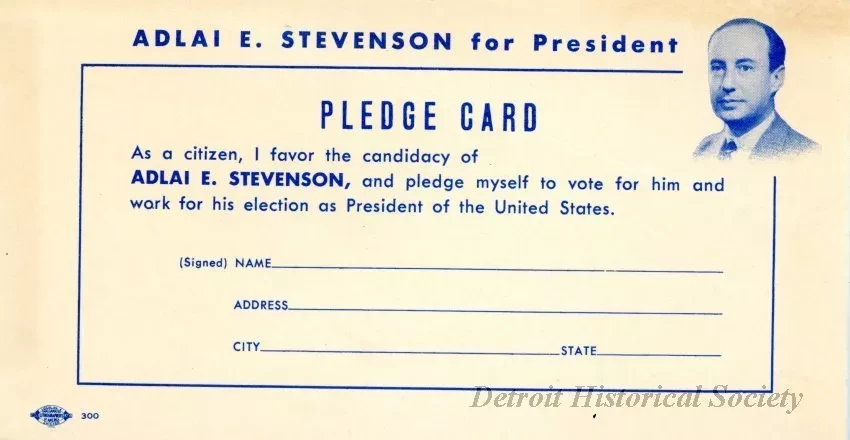 ADLAI E. STEVENSON for President
PLEDGE CARD
As a citizen, I favor the candidacy of
ADLAI E. STEVENSON, and pledge myself to vote for him and
work for his election as President of the United States.
(Signed) NAME
ADDRESS
CITY STATE
Detroit Historical Society
300